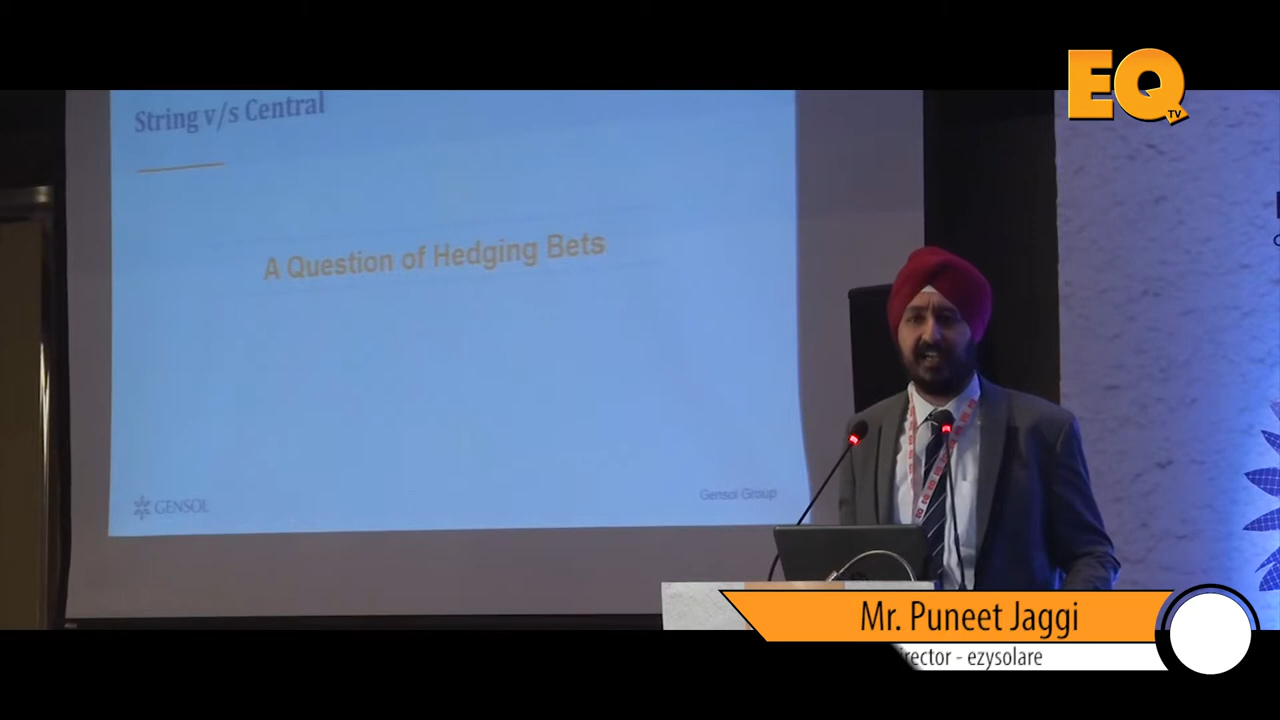 EQ
TV
String v/s Central
A Question of Hedging Bets
GENSOL
Gensol Group
Mr. Puneet Jaggi
irector - ezysolare